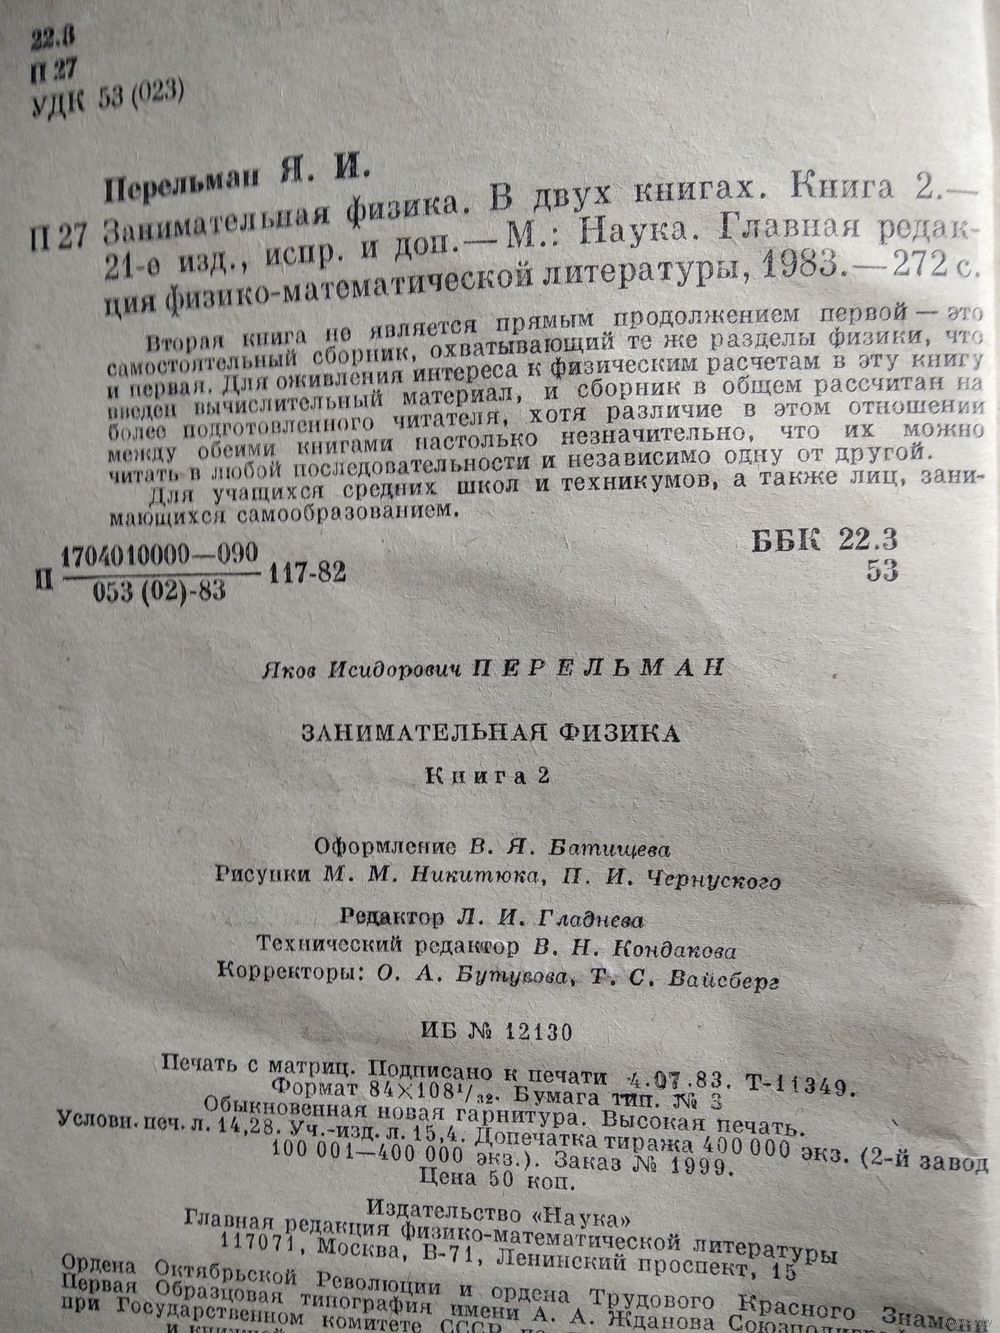 22.3
П 27
УДК 53 (023)
Перельман Я. И.
П 27 Занимательная физика. В двух книгах. Книга 2.—
21-е изд., испр. и доп.— М.: Наука. Главная редак-
ция физико-математической литературы, 1983.— 272 с.
Вторая книга не является прямым продолжением первой — это
самостоятельный сборник, охватывающий те же разделы физики, что
и первая. Для оживления интереса к физическим расчетам в эту книгу
введен вычислительный материал, и сборник в общем рассчитан на
более подготовленного читателя, хотя различие в этом отношении
между обеими книгами настолько незначительно, что их можно
читать в любой последовательности и независимо одну от другой.
Для учащихся средних школ и техникумов, а также лиц, зани-
мающихся самообразованием.
П 1704010000—090 / 053 (02)-83 117-82
ББК 22.3
53
Яков Исидорович ПЕРЕЛЬМАН
ЗАНИМАТЕЛЬНАЯ ФИЗИКА
Книга 2
Оформление В. Я. Батищева
Рисунки М. М. Никитюка, П. И. Чернуского
Редактор Л. И. Гладнева
Технический редактор В. Н. Кондакова
Корректоры: О. А. Бутусова, Т. С. Вайсберг
ИБ № 12130
Печать с матриц. Подписано к печати 4.07.83. Т-11349.
Формат 84×108¹/₃₂. Бумага тип. № 3
Обыкновенная новая гарнитура. Высокая печать.
Условн. печ. л. 14,28. Уч.-изд. л. 15,4. Допечатка тиража 400 000 экз. (2-й завод
100 001—400 000 экз.). Заказ № 1999.
Цена 50 коп.
Издательство «Наука»
Главная редакция физико-математической литературы
117071, Москва, В-71, Ленинский проспект, 15
Ордена Октябрьской Революции и ордена Трудового Красного Знамени
Первая Образцовая типография имени А. А. Жданова
при Государственном комитете СССР по
и книжной